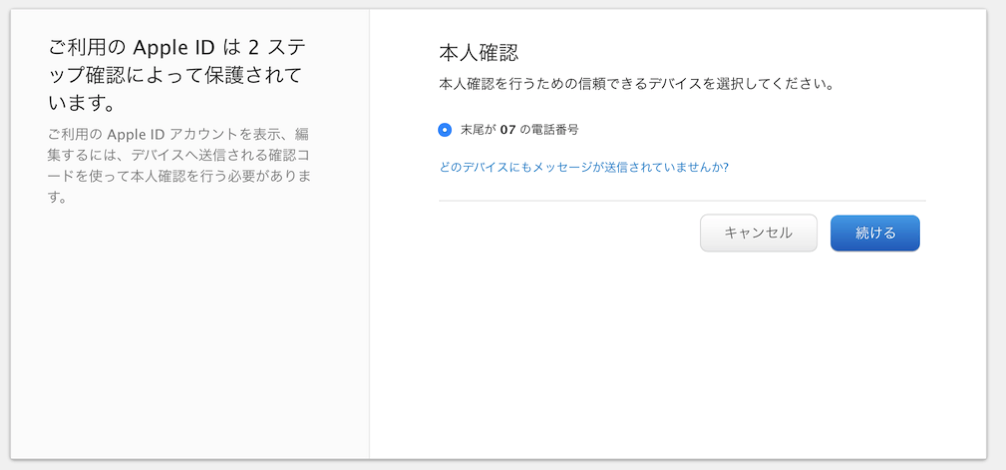 ご利用の Apple ID は 2 ステ
ップ確認によって保護されて
います。
ご利用の Apple ID アカウントを表示、編
集するには、デバイスへ送信される確認コ
ードを使って本人確認を行う必要がありま
す。
本人確認
本人確認を行うための信頼できるデバイスを選択してください。
末尾が 07 の電話番号
どのデバイスにもメッセージが送信されていませんか?
キャンセル
続ける